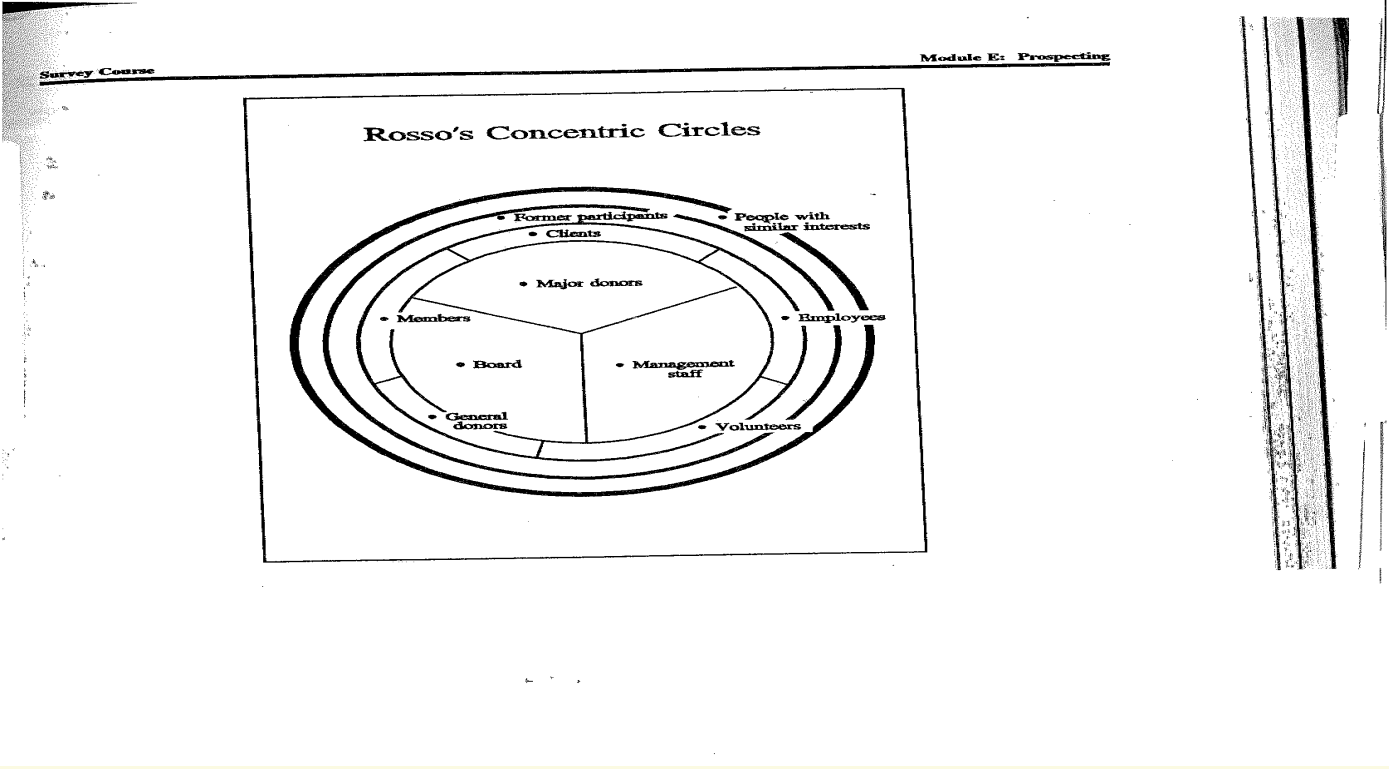 Survey Course
Module E: Prospecting
Rosso's Concentric Circles
• Former participants
• People with
similar interests
• Clients
• Major donors
• Members
• Employees
• Board
• Management
staff
• General
donors
• Volunteers